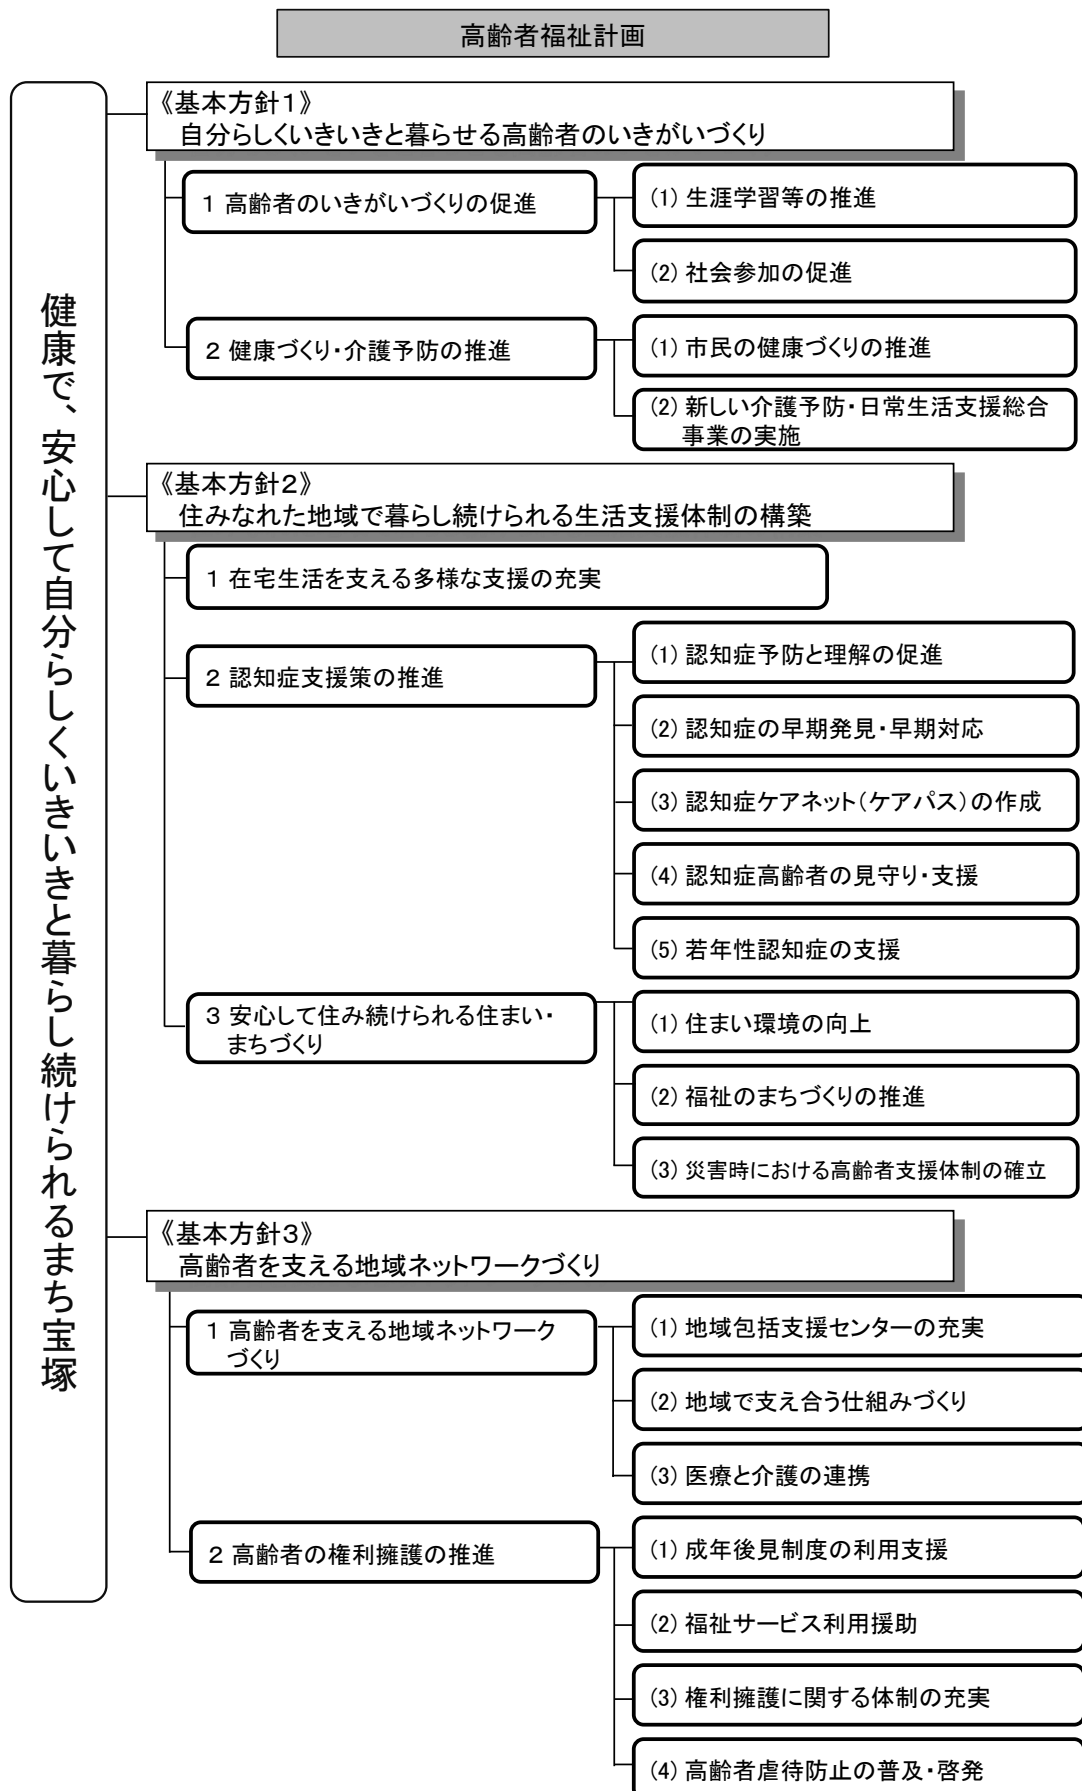 高齢者福祉計画
健康で、安心して自分らしくいきいきと暮らし続けられるまち宝塚
《基本方針1》
自分らしくいきいきと暮らせる高齢者のいきがいづくり
1 高齢者のいきがいづくりの促進
(1) 生涯学習等の推進
(2) 社会参加の促進
2 健康づくり・介護予防の推進
(1) 市民の健康づくりの推進
(2) 新しい介護予防・日常生活支援総合
事業の実施
《基本方針2》
住みなれた地域で暮らし続けられる生活支援体制の構築
1 在宅生活を支える多様な支援の充実
2 認知症支援策の推進
(1) 認知症予防と理解の促進
(2) 認知症の早期発見・早期対応
(3) 認知症ケアネット(ケアパス)の作成
(4) 認知症高齢者の見守り・支援
(5) 若年性認知症の支援
3 安心して住み続けられる住まい・
まちづくり
(1) 住まい環境の向上
(2) 福祉のまちづくりの推進
(3) 災害時における高齢者支援体制の確立
《基本方針3》
高齢者を支える地域ネットワークづくり
1 高齢者を支える地域ネットワーク
づくり
(1) 地域包括支援センターの充実
(2) 地域で支え合う仕組みづくり
(3) 医療と介護の連携
2 高齢者の権利擁護の推進
(1) 成年後見制度の利用支援
(2) 福祉サービス利用援助
(3) 権利擁護に関する体制の充実
(4) 高齢者虐待防止の普及・啓発